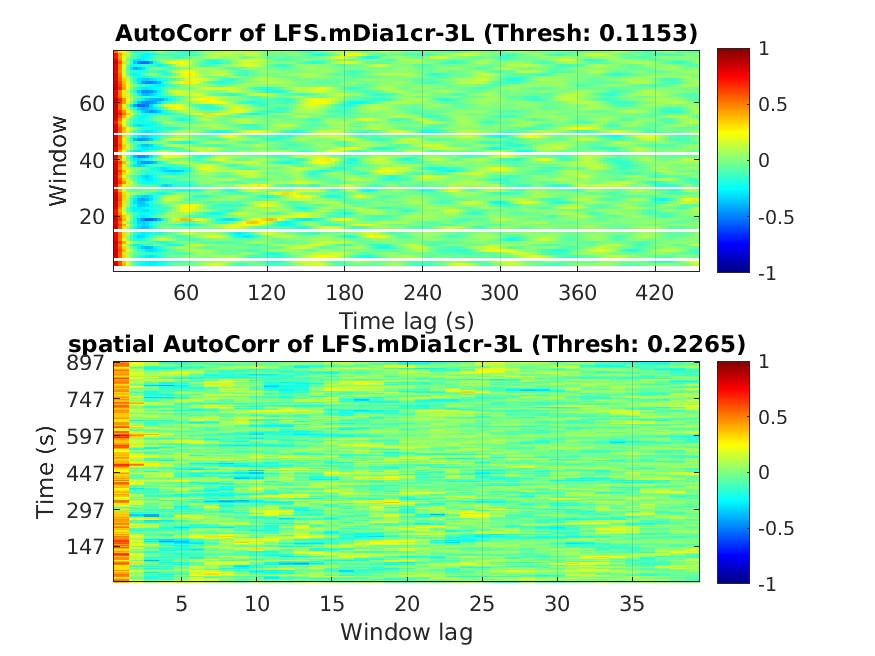 AutoCorr of LFS.mDia1cr-3L (Thresh: 0.1153)
Window
60
40
20
60 120 180 240 300 360 420
Time lag (s)
1
0.5
0
-0.5
-1
spatial AutoCorr of LFS.mDia1cr-3L (Thresh: 0.2265)
Time (s)
897
747
597
447
297
147
5 10 15 20 25 30 35
Window lag
1
0.5
0
-0.5
-1